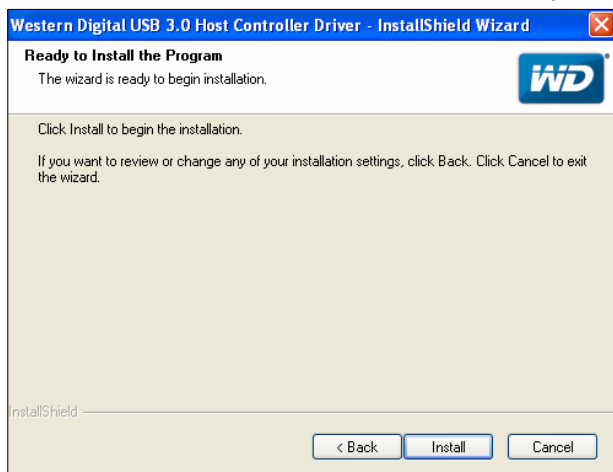 Western Digital USB 3.0 Host Controller Driver - InstallShield Wizard
Ready to Install the Program
The wizard is ready to begin installation.
WD
Click Install to begin the installation.
If you want to review or change any of your installation settings, click Back. Click Cancel to exit
the wizard.
InstallShield
< Back Install Cancel